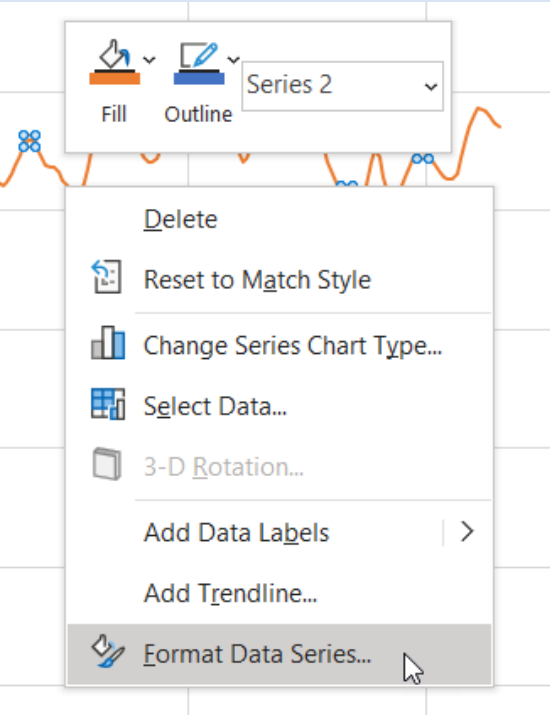 Fill Outline Series 2
Delete
Reset to Match Style
Change Series Chart Type...
Select Data...
3-D Rotation...
Add Data Labels
Add Trendline...
Format Data Series...